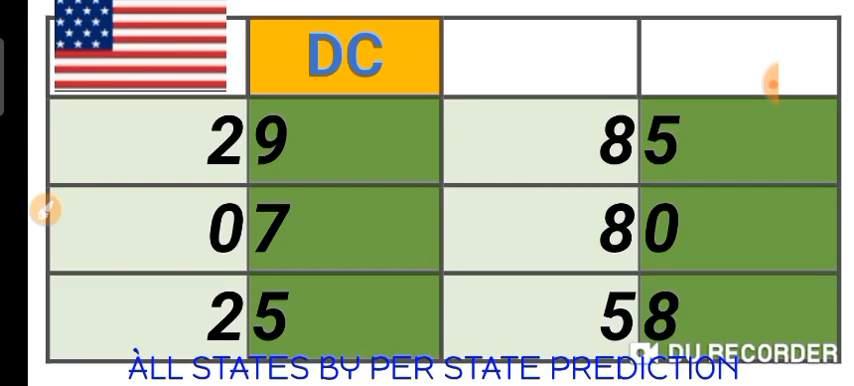 DC
29 85
07 80
25 58
DU RECORDER
ÀLL STATES BY PER STATE PREDICTION